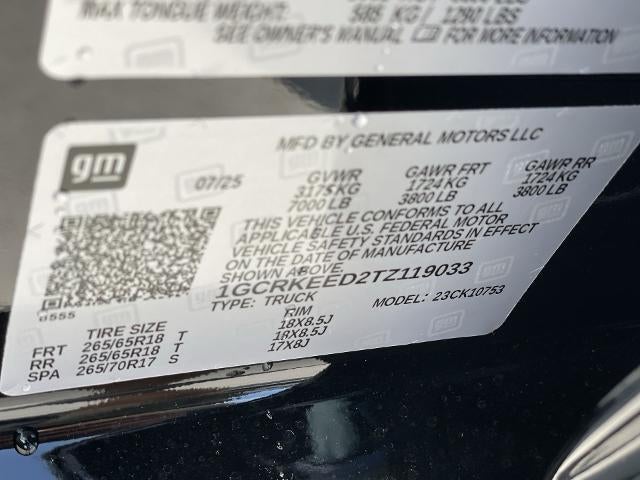 MAX TONGUE WEIGHT: 585 KG / 1290 LBS
SEE OWNER'S MANUAL FOR MORE INFORMATION
gm
MFD BY GENERAL MOTORS LLC
07/25 GVWR GAWR FRT GAWR RR
3175 KG 1724 KG 1724 KG
7000 LB 3800 LB 3800 LB
THIS VEHICLE CONFORMS TO ALL
APPLICABLE U.S. FEDERAL MOTOR
VEHICLE SAFETY STANDARDS IN EFFECT
ON THE DATE OF MANUFACTURE
SHOWN ABOVE.
1GCRKEED2TZ119033
TYPE: TRUCK MODEL: 23CK10753
TIRE SIZE RIM
FRT 265/65R18 T 18X8.5J
RR 265/65R18 T 18X8.5J
SPA 265/70R17 S 17X8J